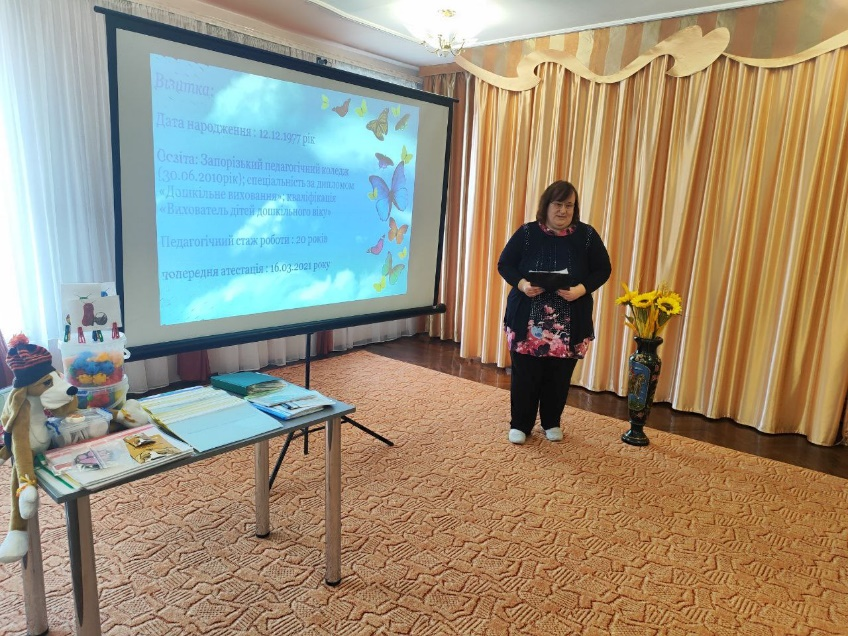 Візитка:
Дата народження : 12.12.1977 рік
Освіта: Запорізький педагогічний коледж
(30.06.2010рік); спеціальність за дипломом
«Дошкільне виховання»; кваліфікація
«Вихователь дітей дошкільного віку»
Педагогічний стаж роботи : 20 років
попередня атестація : 16.03.2021 року